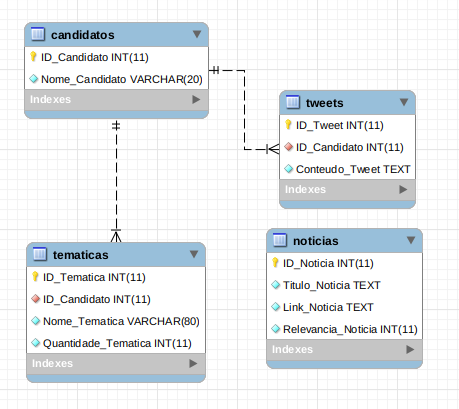 candidatos
ID_Candidato INT(11)
Nome_Candidato VARCHAR(20)
Indexes
tweets
ID_Tweet INT(11)
ID_Candidato INT(11)
Conteudo_Tweet TEXT
Indexes
tematicas
ID_Tematica INT(11)
ID_Candidato INT(11)
Nome_Tematica VARCHAR(80)
Quantidade_Tematica INT(11)
Indexes
noticias
ID_Noticia INT(11)
Titulo_Noticia TEXT
Link_Noticia TEXT
Relevancia_Noticia INT(11)
Indexes